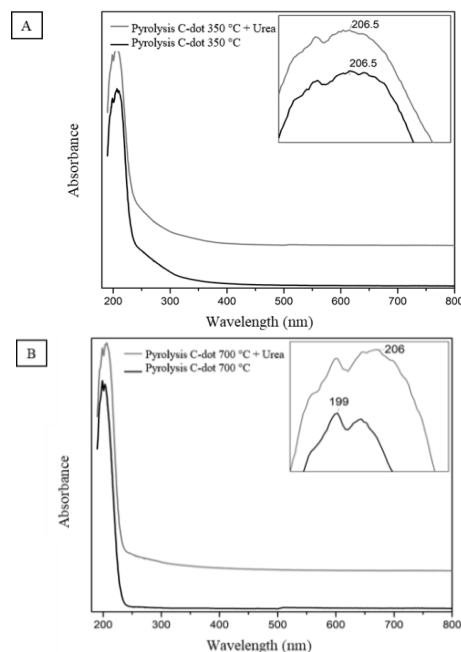 A
Pyrolysis C-dot 350 °C + Urea
Pyrolysis C-dot 350 °C
206.5
206.5
Absorbance
200 300 400 500 600 700 800
Wavelength (nm)
B
Pyrolysis C-dot 700 °C + Urea
Pyrolysis C-dot 700 °C
206
199
Absorbance
200 300 400 500 600 700 800
Wavelength (nm)